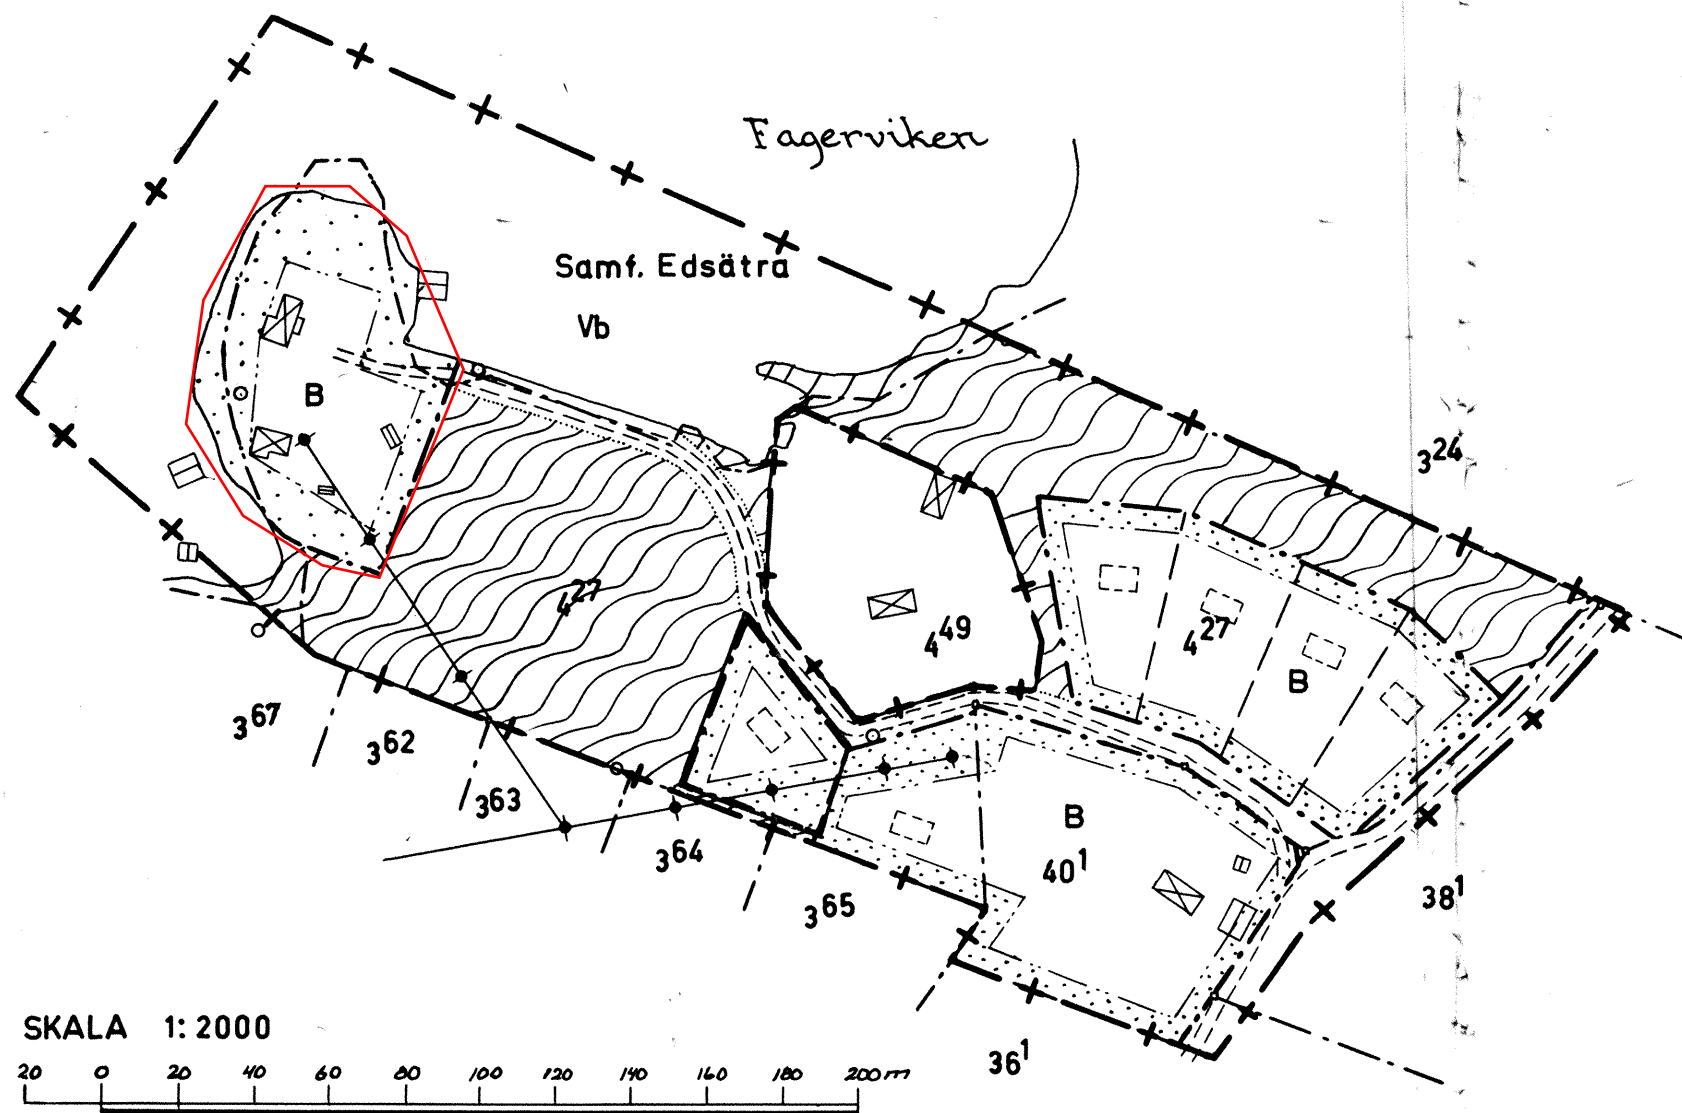 Fagerviken
Samf. Edsätra
Vb
B
3²⁴
4²⁷
4⁴⁹
4²⁷
B
3⁶⁷
3⁶²
3⁶³
3⁶⁴
3⁶⁵
B
40¹
38¹
36¹
SKALA 1:2000
20 0 20 40 60 80 100 120 140 160 180 200m